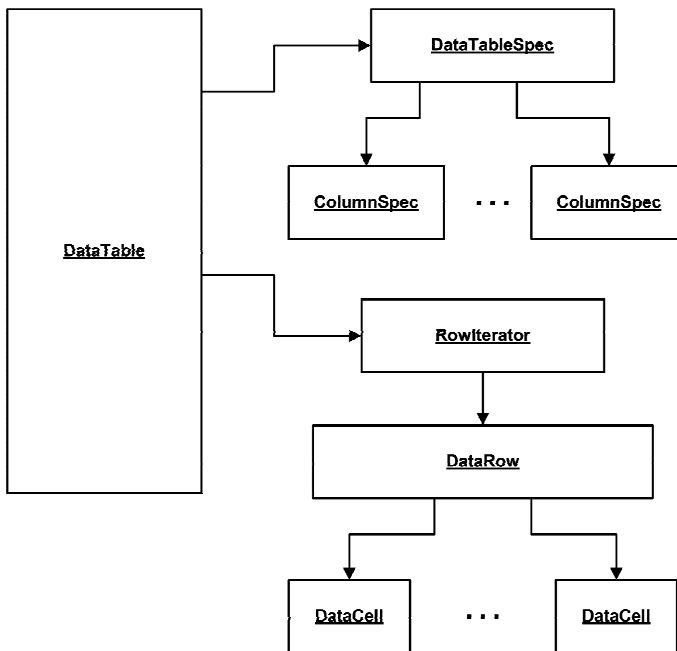 DataTableSpec
ColumnSpec
. . .
ColumnSpec
DataTable
RowIterator
DataRow
DataCell
. . .
DataCell